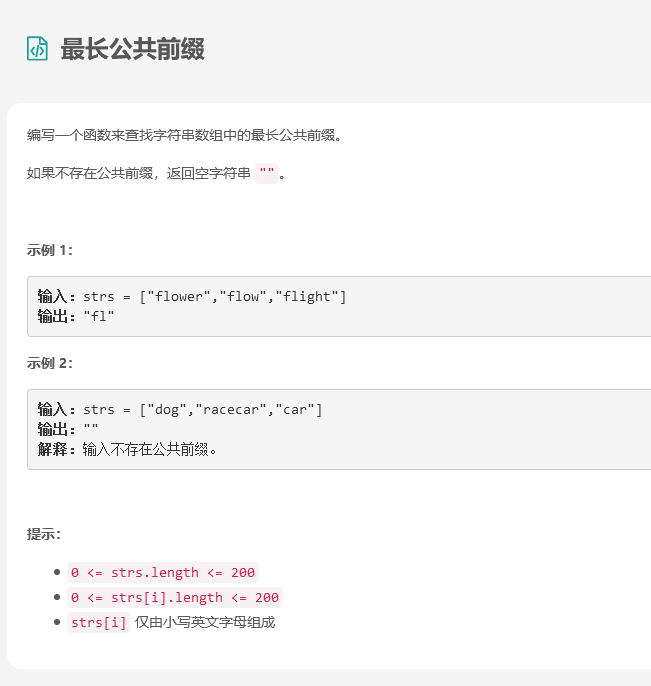 最长公共前缀
编写一个函数来查找字符串数组中的最长公共前缀。
如果不存在公共前缀，返回空字符串 ""。
示例 1：
输入：strs = ["flower","flow","flight"]
输出："fl"
示例 2：
输入：strs = ["dog","racecar","car"]
输出：""
解释：输入不存在公共前缀。
提示：
0 <= strs.length <= 200
0 <= strs[i].length <= 200
strs[i] 仅由小写英文字母组成